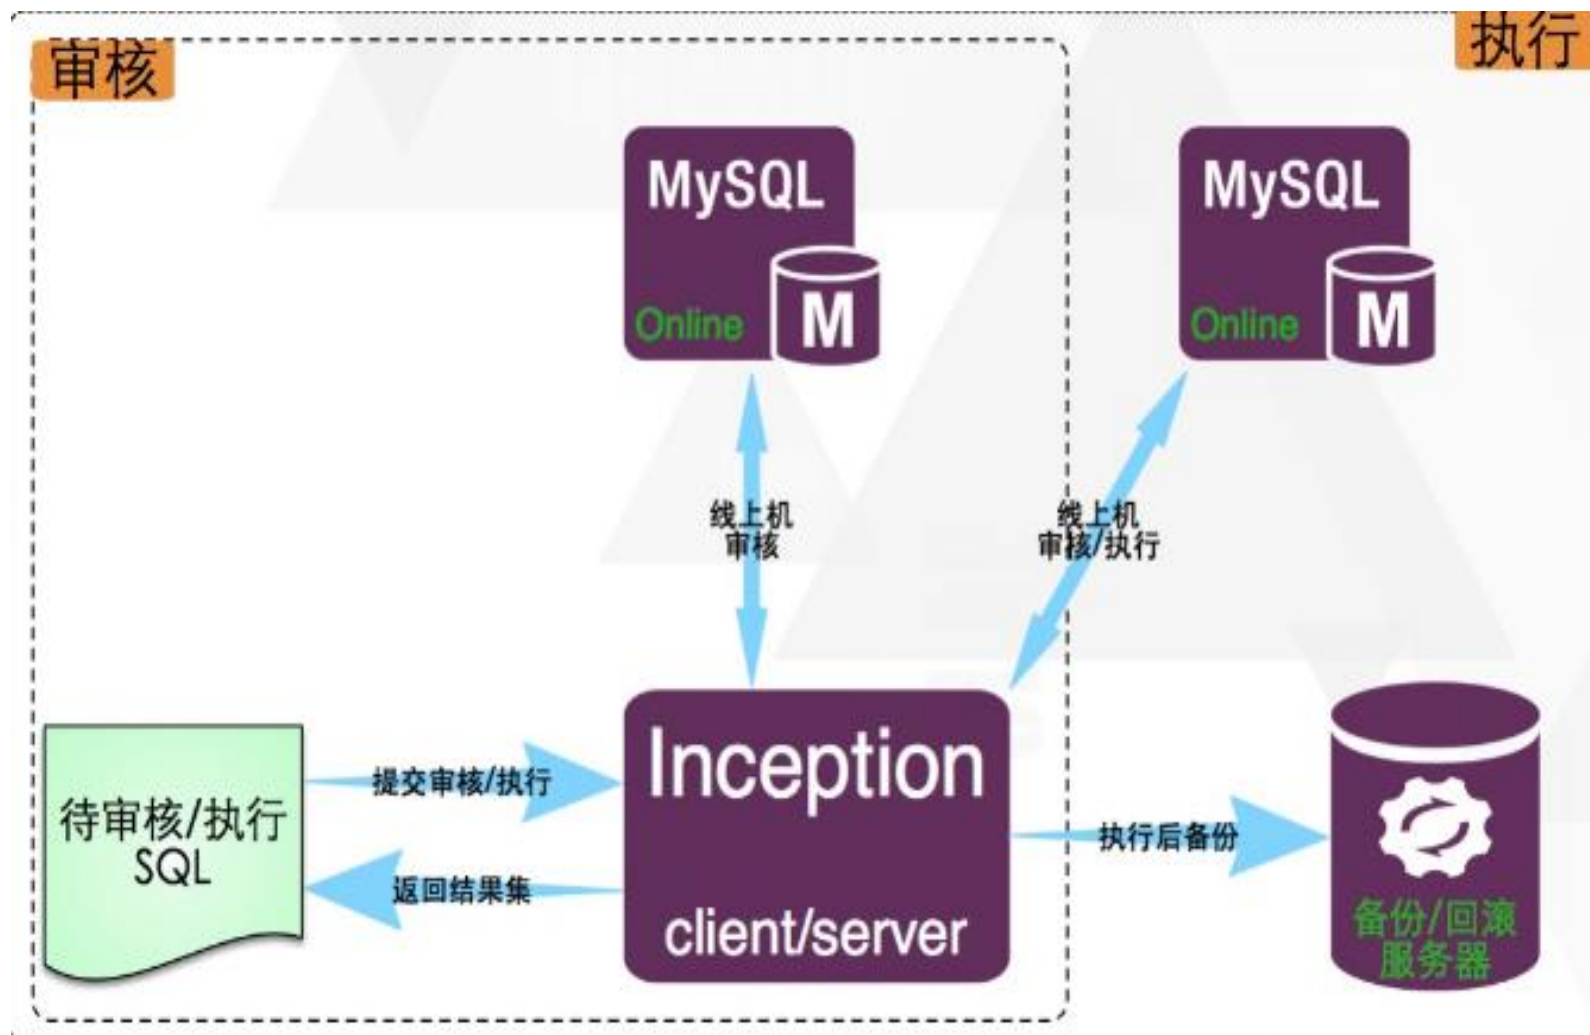 审核
执行
MySQL
Online
M
MySQL
Online
M
线上机
审核
线上机
审核/执行
待审核/执行
SQL
提交审核/执行
返回结果集
Inception
client/server
执行后备份
备份/回滚
服务器